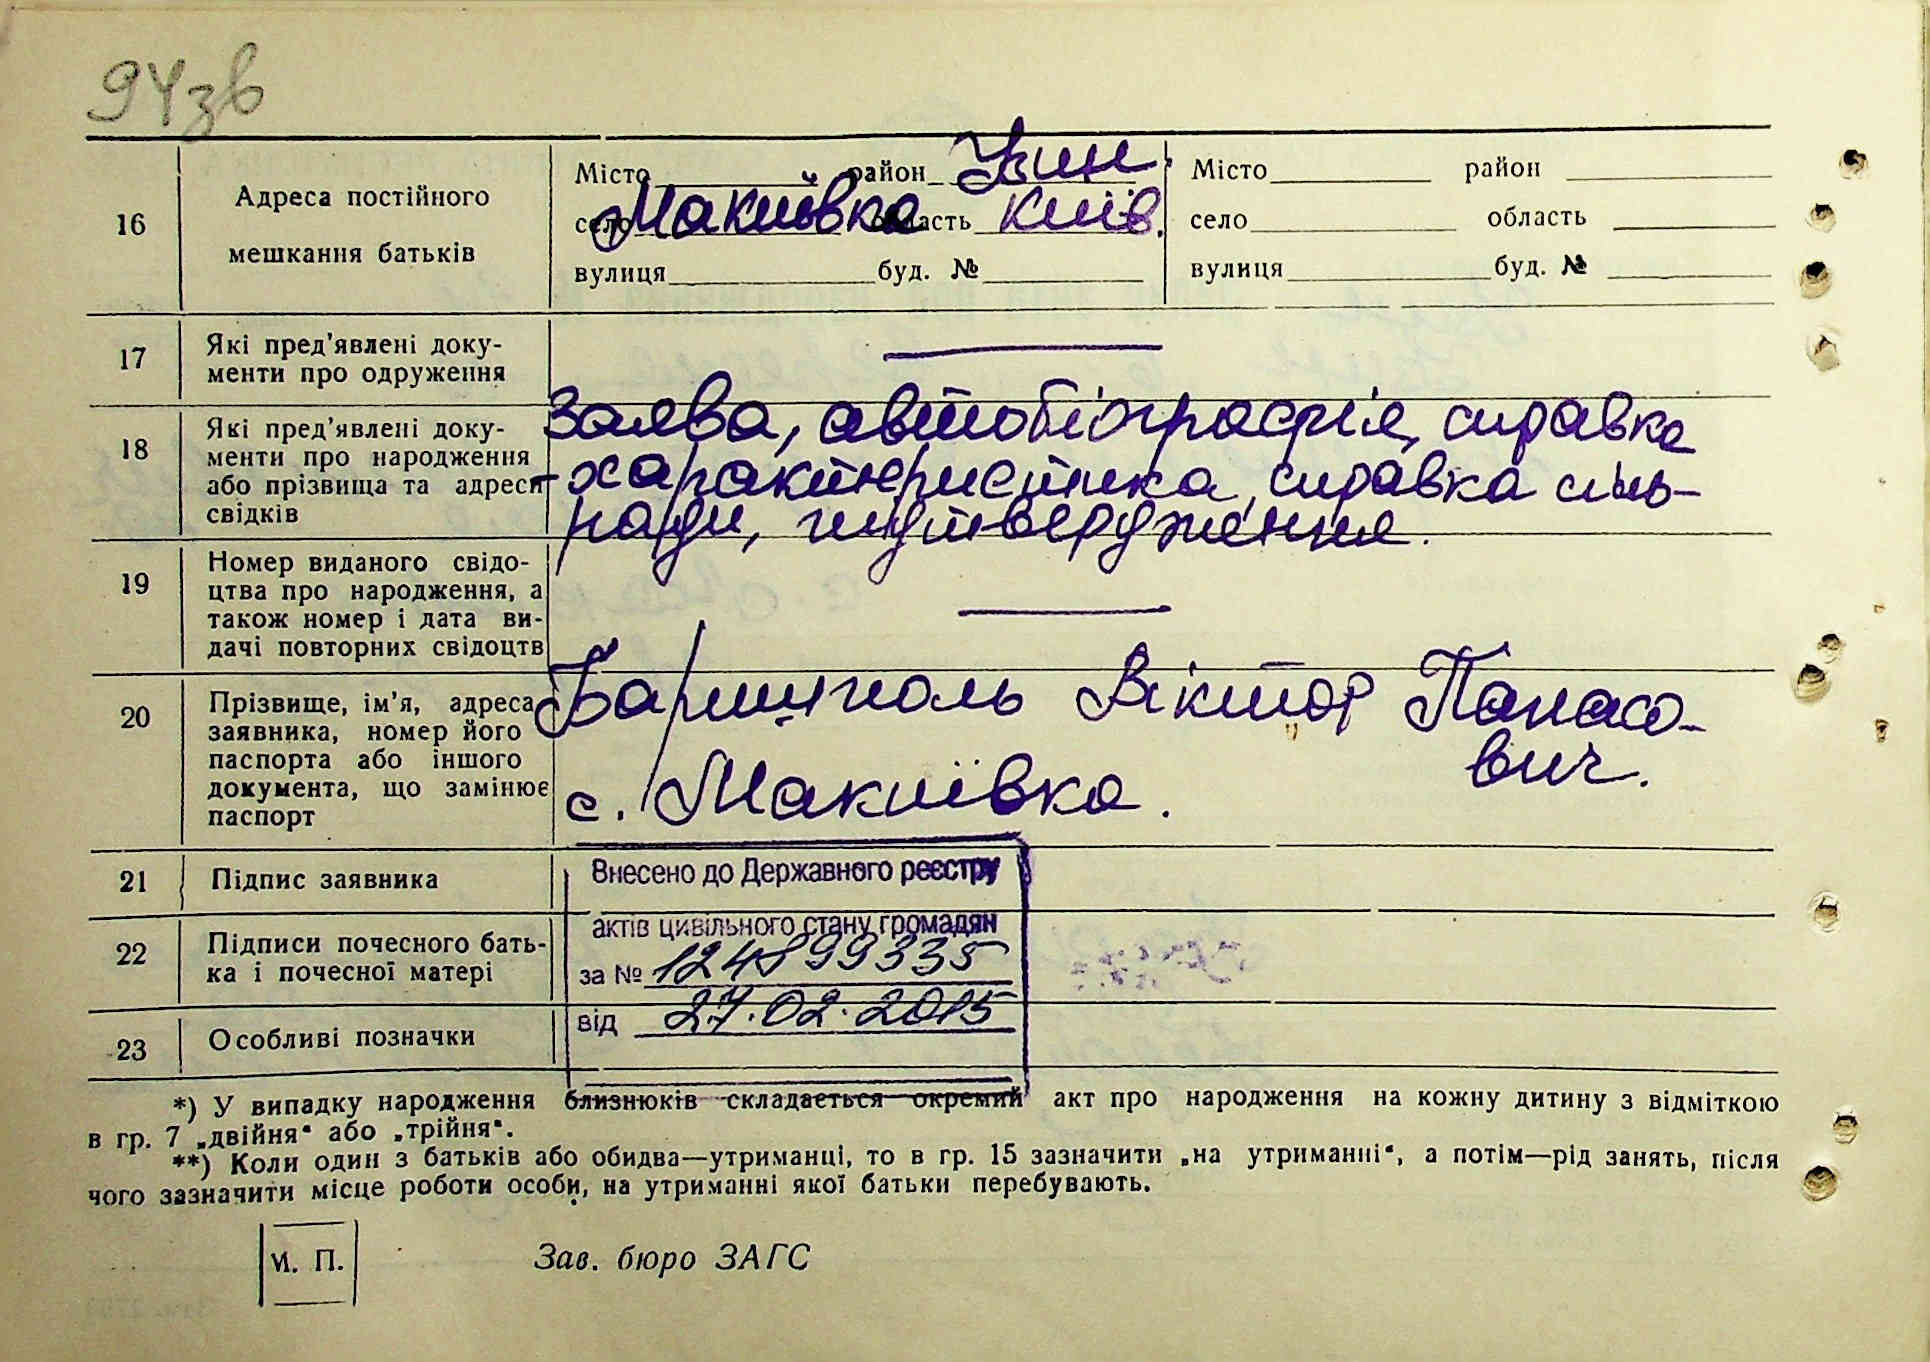 94зв
16
Адреса постійного
мешкання батьків
Місто район Узин
село Макиївка область Київ.
вулиця буд. №
Місто район
село область
вулиця буд. №
17
Які пред'явлені доку-
менти про одруження
18
Які пред'явлені доку-
менти про народження
або прізвища та адреси
свідків
Заява, автобіографія, справка
-характеристика, справка сіль-
ради, підтвердження.
19
Номер виданого свідо-
цтва про народження, а
також номер і дата ви-
дачі повторних свідоцтв
20
Прізвище, ім'я, адреса
заявника, номер його
паспорта або іншого
документа, що замінює
паспорт
Баришполь Віктор Панасо-
вич.
с. Макиївка.
21
Підпис заявника
22
Підписи почесного бать-
ка і почесної матері
23
Особливі позначки
Внесено до Державного реєстру
актів цивільного стану громадян
за № 124899335
від 27.02.2015
*) У випадку народження близнюків складається окремий акт про народження на кожну дитину з відміткою
в гр. 7 „двійня“ або „трійня“.
**) Коли один з батьків або обидва—утриманці, то в гр. 15 зазначити „на утриманні“, а потім—рід занять, після
чого зазначити місце роботи особи, на утриманні якої батьки перебувають.
М. П.
Зав. бюро ЗАГС